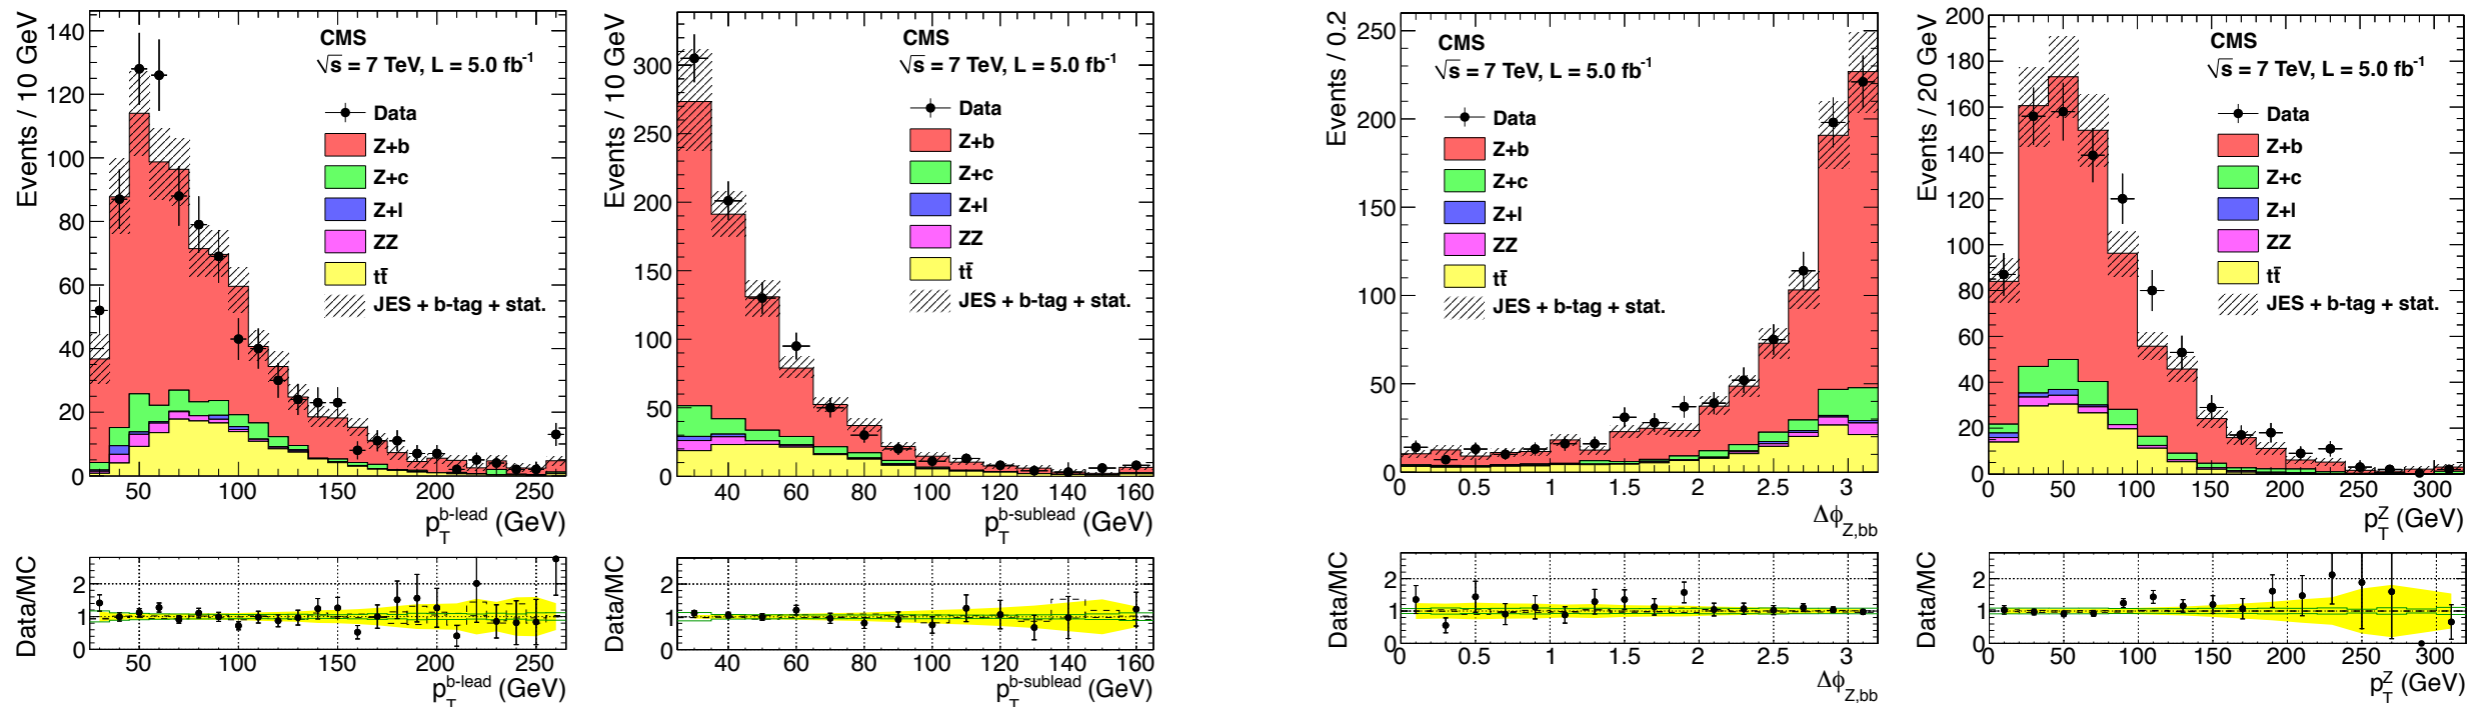 Events / 10 GeV
140
120
100
80
60
40
20
0
CMS
√s = 7 TeV, L = 5.0 fb⁻¹
Data
Z+b
Z+c
Z+l
ZZ
tt̄
JES + b-tag + stat.
50 100 150 200 250
p_T^b-lead (GeV)
Data/MC
2
1
0
50 100 150 200 250
p_T^b-lead (GeV)
Events / 10 GeV
300
250
200
150
100
50
0
CMS
√s = 7 TeV, L = 5.0 fb⁻¹
Data
Z+b
Z+c
Z+l
ZZ
tt̄
JES + b-tag + stat.
40 60 80 100 120 140 160
p_T^b-sublead (GeV)
Data/MC
2
1
0
40 60 80 100 120 140 160
p_T^b-sublead (GeV)
Events / 0.2
250
200
150
100
50
0
CMS
√s = 7 TeV, L = 5.0 fb⁻¹
Data
Z+b
Z+c
Z+l
ZZ
tt̄
JES + b-tag + stat.
0 0.5 1 1.5 2 2.5 3
Δϕ_Z,bb
Data/MC
2
1
0
0 0.5 1 1.5 2 2.5 3
Δϕ_Z,bb
Events / 20 GeV
200
180
160
140
120
100
80
60
40
20
0
CMS
√s = 7 TeV, L = 5.0 fb⁻¹
Data
Z+b
Z+c
Z+l
ZZ
tt̄
JES + b-tag + stat.
0 50 100 150 200 250 300
p_T^Z (GeV)
Data/MC
2
1
0
0 50 100 150 200 250 300
p_T^Z (GeV)